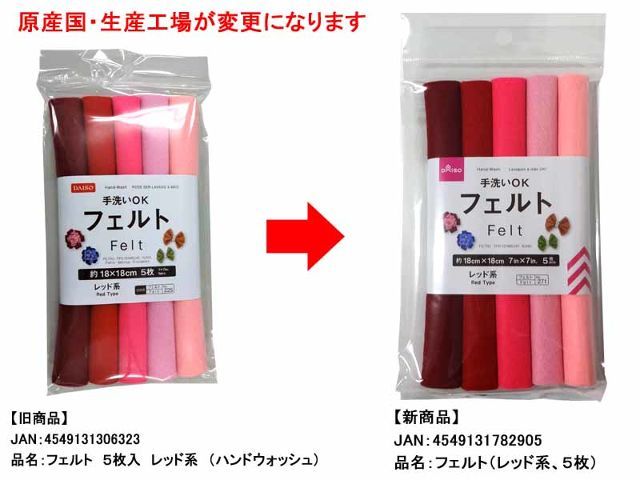 原産国・生産工場が変更になります
DAISO
Hand-Wash
手洗いOK
フェルト
Felt
約18×18cm 5枚
レッド系
Red Type
DAISO
Hand-Wash
手洗いOK
フェルト
Felt
約18cm×18cm 7in×7in. 5枚
レッド系
Red Type
【旧商品】
JAN:4549131306323
品名:フェルト 5枚入 レッド系 （ハンドウォッシュ）
【新商品】
JAN:4549131782905
品名:フェルト（レッド系、5枚）